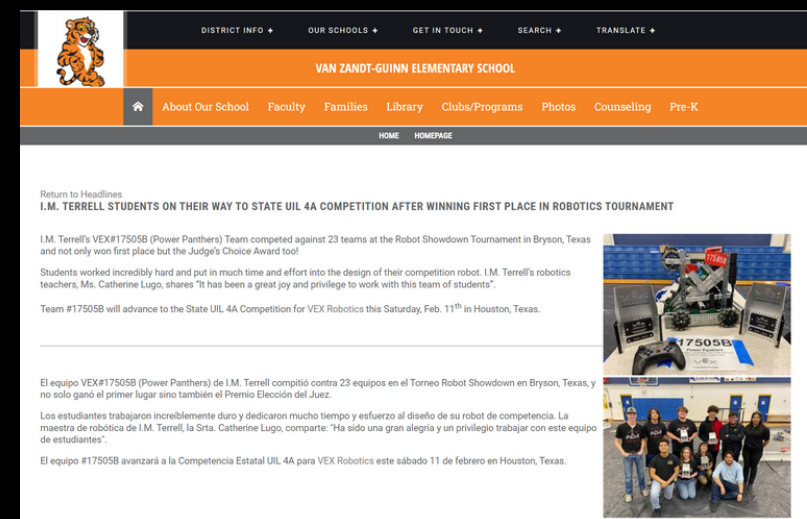 DISTRICT INFO + OUR SCHOOLS + GET IN TOUCH + SEARCH + TRANSLATE +
VAN ZANDT-GUINN ELEMENTARY SCHOOL
About Our School Faculty Families Library Clubs/Programs Photos Counseling Pre-K
HOME HOMEPAGE
Return to Headlines
I.M. TERRELL STUDENTS ON THEIR WAY TO STATE UIL 4A COMPETITION AFTER WINNING FIRST PLACE IN ROBOTICS TOURNAMENT
I.M. Terrell's VEX#17505B (Power Panthers) Team competed against 23 teams at the Robot Showdown Tournament in Bryson, Texas
and not only won first place but the Judge's Choice Award too!
Students worked incredibly hard and put in much time and effort into the design of their competition robot. I.M. Terrell's robotics
teachers, Ms. Catherine Lugo, shares "It has been a great joy and privilege to work with this team of students".
Team #17505B will advance to the State UIL 4A Competition for VEX Robotics this Saturday, Feb. 11th in Houston, Texas.
El equipo VEX#17505B (Power Panthers) de I.M. Terrell compitió contra 23 equipos en el Torneo Robot Showdown en Bryson, Texas, y
no solo ganó el primer lugar sino también el Premio Elección del Juez.
Los estudiantes trabajaron increíblemente duro y dedicaron mucho tiempo y esfuerzo al diseño de su robot de competencia. La
maestra de robótica de I.M. Terrell, la Srta. Catherine Lugo, comparte: "Ha sido una gran alegría y un privilegio trabajar con este equipo
de estudiantes".
El equipo #17505B avanzará a la Competencia Estatal UIL 4A para VEX Robotics este sábado 11 de febrero en Houston, Texas.
17505B
17505B
Power Panthers
VEX